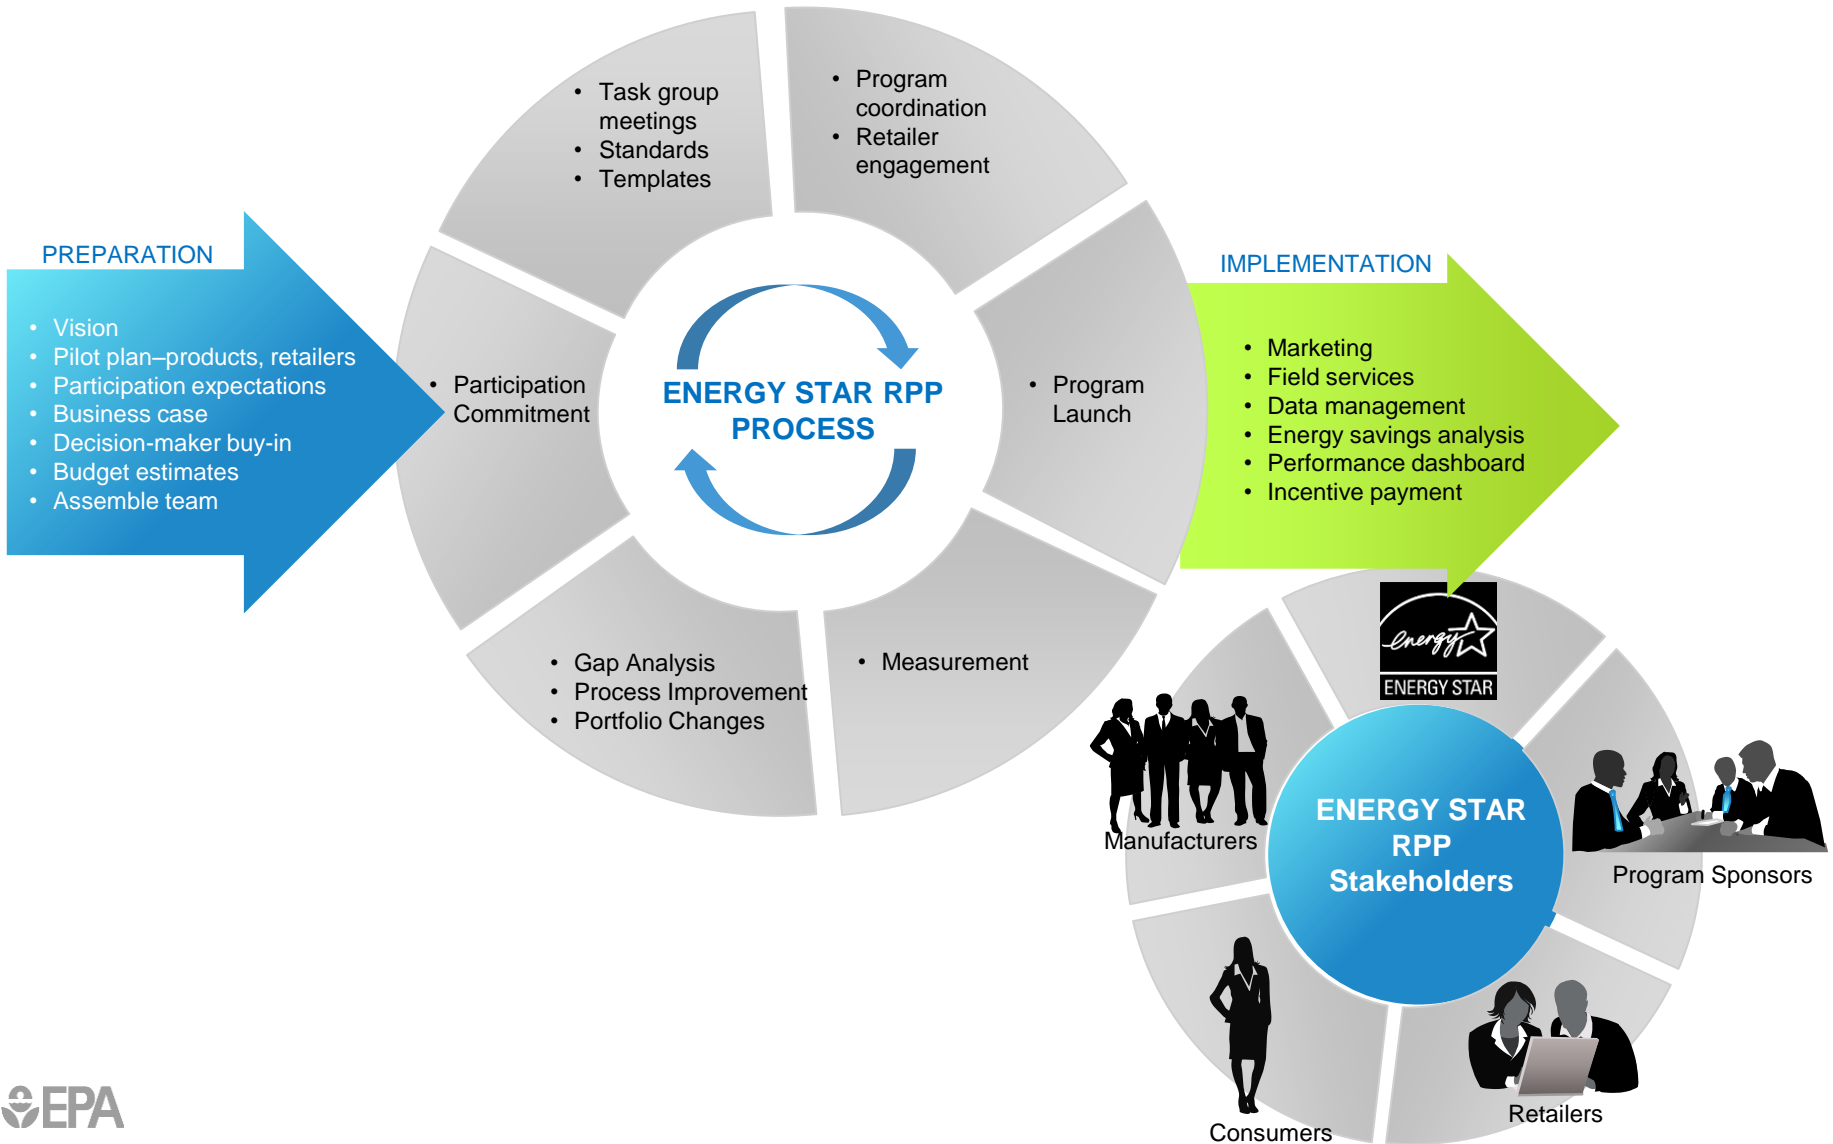 PREPARATION
• Vision
• Pilot plan–products, retailers
• Participation expectations
• Business case
• Decision-maker buy-in
• Budget estimates
• Assemble team
• Participation
Commitment
• Task group
meetings
• Standards
• Templates
• Program
coordination
• Retailer
engagement
• Program
Launch
• Measurement
• Gap Analysis
• Process Improvement
• Portfolio Changes
ENERGY STAR RPP
PROCESS
IMPLEMENTATION
• Marketing
• Field services
• Data management
• Energy savings analysis
• Performance dashboard
• Incentive payment
energy
ENERGY STAR
Manufacturers
ENERGY STAR
RPP
Stakeholders
Program Sponsors
Retailers
Consumers
EPA